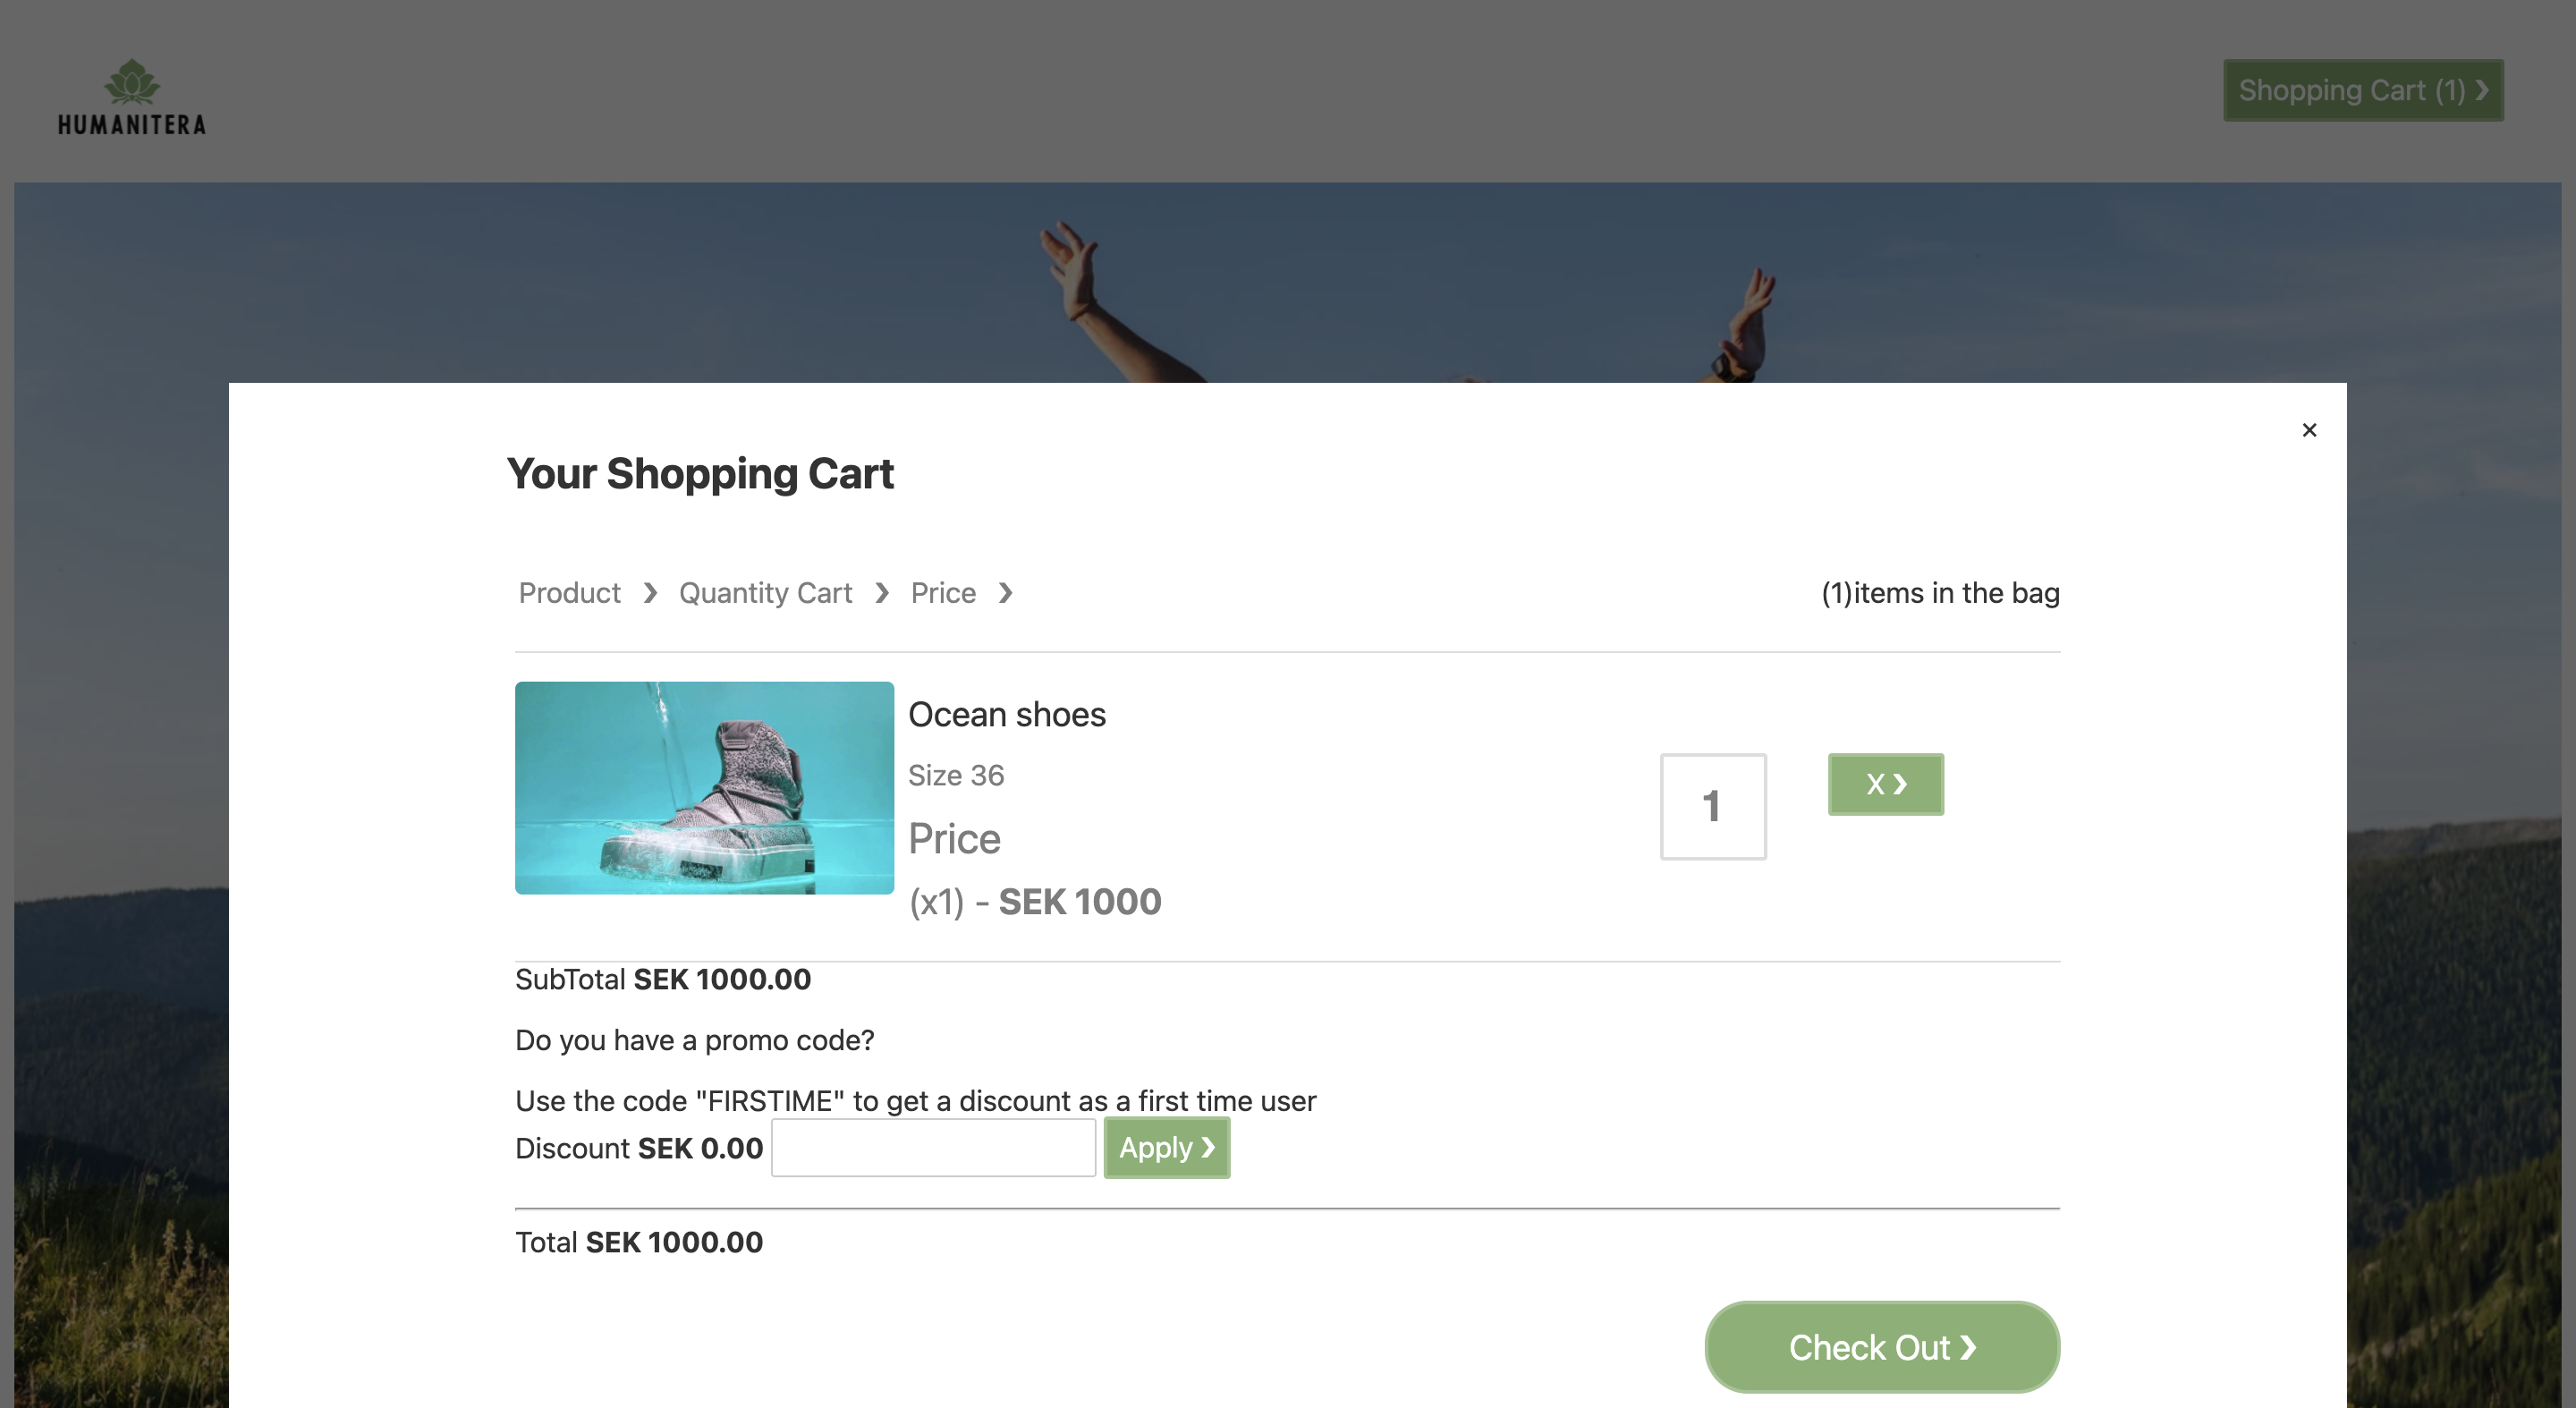 HUMANITERA
Shopping Cart (1) ❯
×
Your Shopping Cart
Product ❯ Quantity Cart ❯ Price ❯
(1)items in the bag
Ocean shoes
Size 36
Price
(x1) - SEK 1000
1
X ❯
SubTotal SEK 1000.00
Do you have a promo code?
Use the code "FIRSTIME" to get a discount as a first time user
Discount SEK 0.00
Apply ❯
Total SEK 1000.00
Check Out ❯